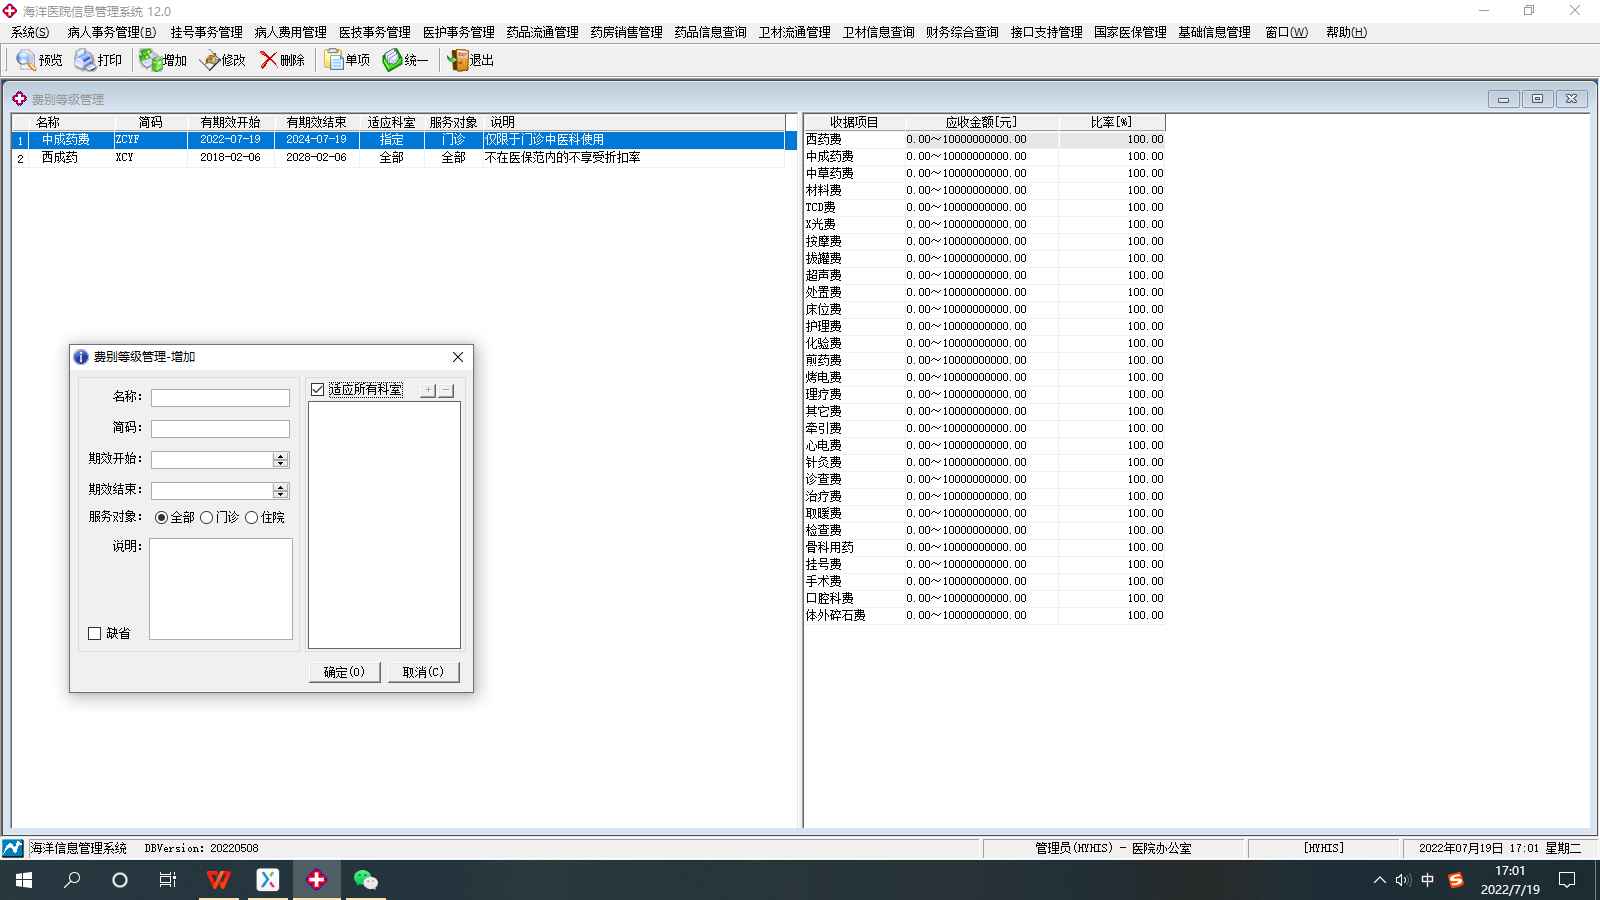 海洋医院信息管理系统 12.0
系统(S) 病人事务管理(B) 挂号事务管理 病人费用管理 医技事务管理 医护事务管理 药品流通管理 药房销售管理 药品信息查询 卫材流通管理 卫材信息查询 财务综合查询 接口支持管理 国家医保管理 基础信息管理 窗口(W) 帮助(H)
预览 打印 增加 修改 删除 单项 统一 退出
费别等级管理
名称 简码 有期效开始 有期效结束 适应科室 服务对象 说明
1 中成药费 ZCYF 2022-07-19 2024-07-19 指定 门诊 仅限于门诊中医科使用
2 西成药 XCY 2018-02-06 2028-02-06 全部 全部 不在医保范内的不享受折扣率
收据项目 应收金额[元] 比率[%]
西药费 0.00～10000000000.00 100.00
中成药费 0.00～10000000000.00 100.00
中草药费 0.00～10000000000.00 100.00
材料费 0.00～10000000000.00 100.00
TCD费 0.00～10000000000.00 100.00
X光费 0.00～10000000000.00 100.00
按摩费 0.00～10000000000.00 100.00
拔罐费 0.00～10000000000.00 100.00
超声费 0.00～10000000000.00 100.00
处置费 0.00～10000000000.00 100.00
床位费 0.00～10000000000.00 100.00
护理费 0.00～10000000000.00 100.00
化验费 0.00～10000000000.00 100.00
煎药费 0.00～10000000000.00 100.00
烤电费 0.00～10000000000.00 100.00
理疗费 0.00～10000000000.00 100.00
其它费 0.00～10000000000.00 100.00
牵引费 0.00～10000000000.00 100.00
心电费 0.00～10000000000.00 100.00
针灸费 0.00～10000000000.00 100.00
诊查费 0.00～10000000000.00 100.00
治疗费 0.00～10000000000.00 100.00
取暖费 0.00～10000000000.00 100.00
检查费 0.00～10000000000.00 100.00
骨科用药 0.00～10000000000.00 100.00
挂号费 0.00～10000000000.00 100.00
手术费 0.00～10000000000.00 100.00
口腔科费 0.00～10000000000.00 100.00
体外碎石费 0.00～10000000000.00 100.00
费别等级管理-增加
名称：
简码：
期效开始：
期效结束：
服务对象： 全部 门诊 住院
说明：
缺省
适应所有科室
确定(O) 取消(C)
海洋信息管理系统 DBVersion: 20220508 管理员(HYHIS) - 医院办公室 [HYHIS] 2022年07月19日 17:01 星期二
中
17:01
2022/7/19